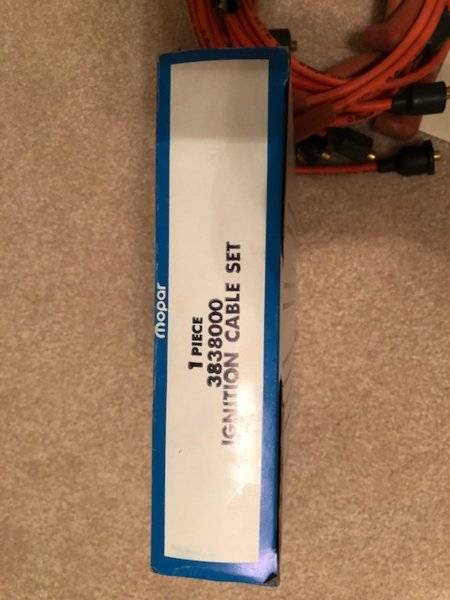 Mopar
1 PIECE
3838000
IGNITION CABLE SET